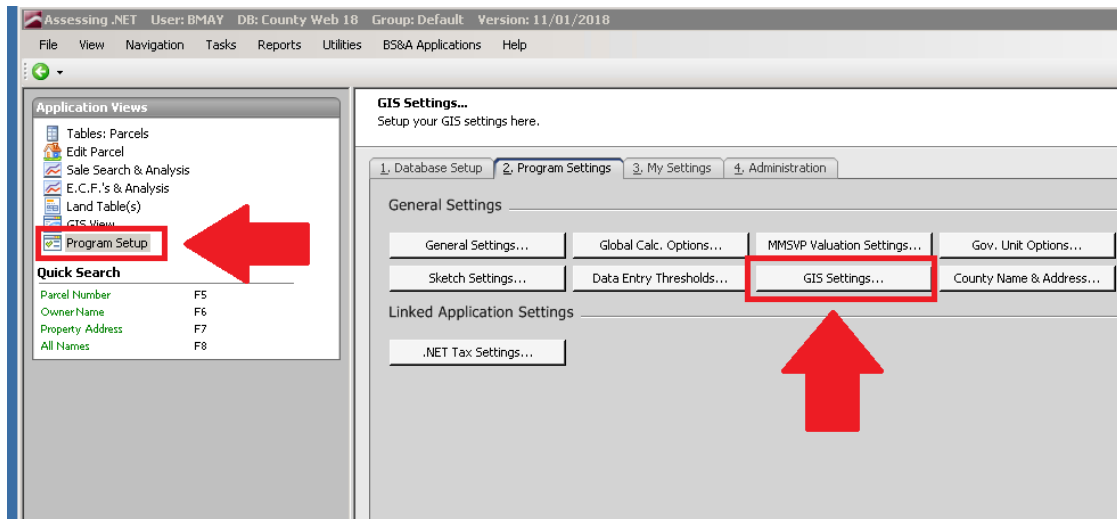 Assessing .NET User: BMAY DB: County Web 18 Group: Default Version: 11/01/2018
File View Navigation Tasks Reports Utilities BS&A Applications Help
Application Views
Tables: Parcels
Edit Parcel
Sale Search & Analysis
E.C.F.'s & Analysis
Land Table(s)
GIS View
Program Setup
Quick Search
Parcel Number F5
Owner Name F6
Property Address F7
All Names F8
GIS Settings...
Setup your GIS settings here.
1. Database Setup 2. Program Settings 3. My Settings 4. Administration
General Settings
General Settings... Global Calc. Options... MMSVP Valuation Settings... Gov. Unit Options...
Sketch Settings... Data Entry Thresholds... GIS Settings... County Name & Address...
Linked Application Settings
.NET Tax Settings...